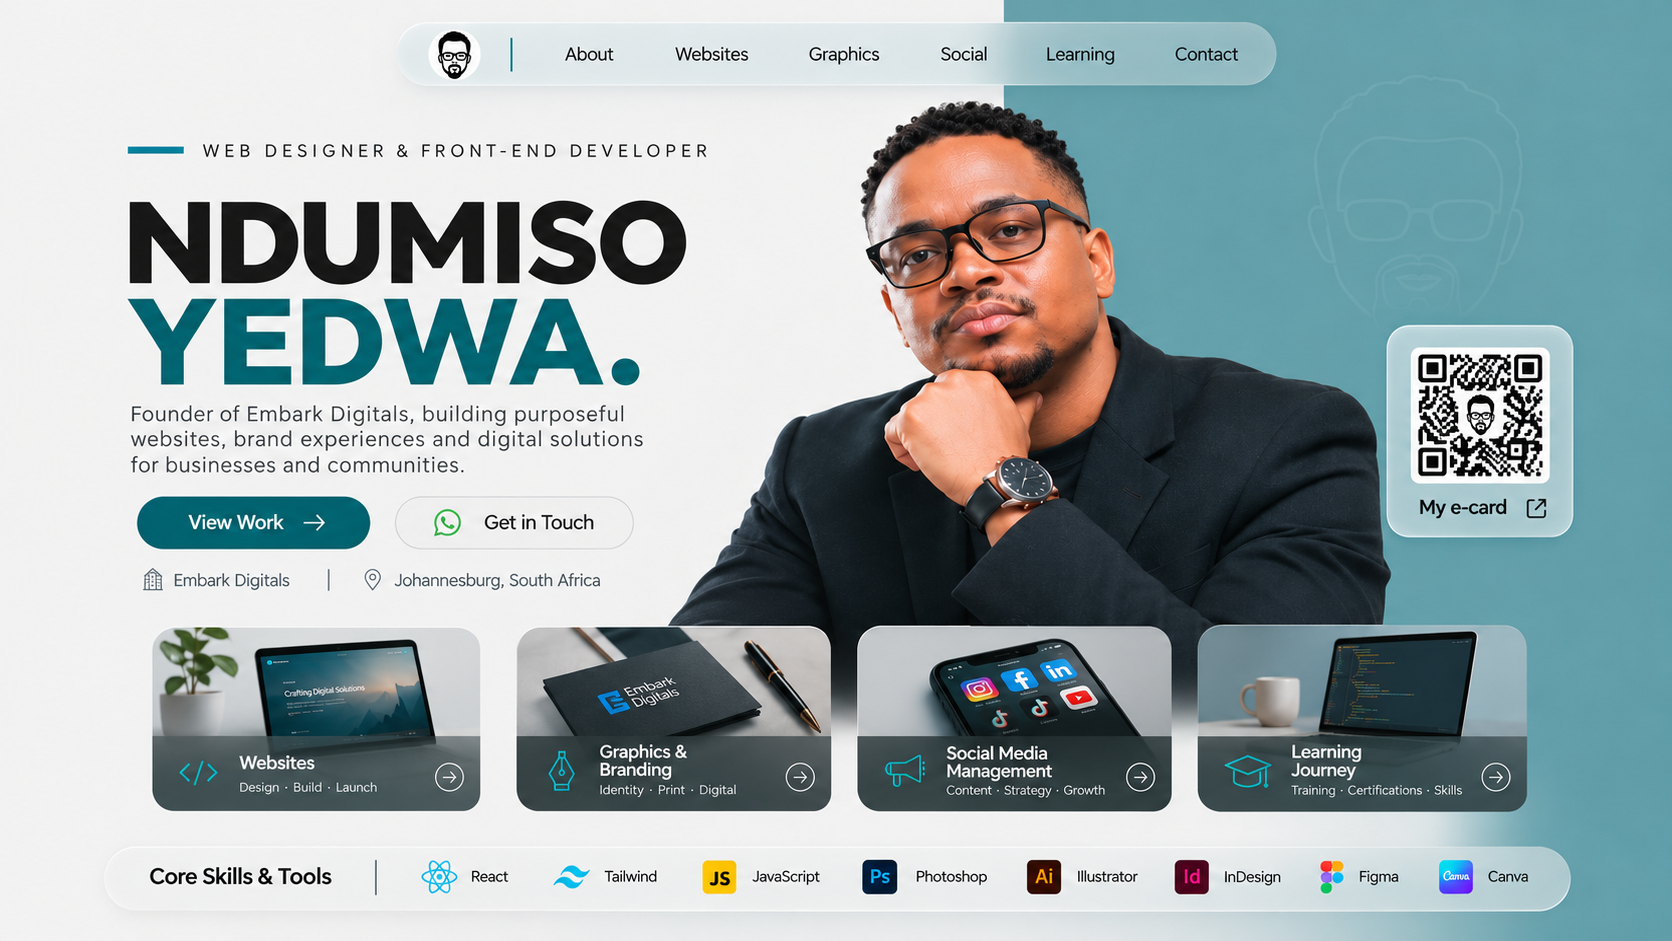 About Websites Graphics Social Learning Contact
WEB DESIGNER & FRONT-END DEVELOPER
NDUMISO
YEDWA.
Founder of Embark Digitals, building purposeful
websites, brand experiences and digital solutions
for businesses and communities.
View Work
Get in Touch
Embark Digitals
Johannesburg, South Africa
My e-card
Crafting Digital Solutions
Websites
Design · Build · Launch
Embark
Digitals
Graphics &
Branding
Identity · Print · Digital
Social Media
Management
Content · Strategy · Growth
Learning
Journey
Training · Certifications · Skills
Core Skills & Tools
React
Tailwind
JS JavaScript
Ps Photoshop
Ai Illustrator
Id InDesign
Figma
Canva Canva